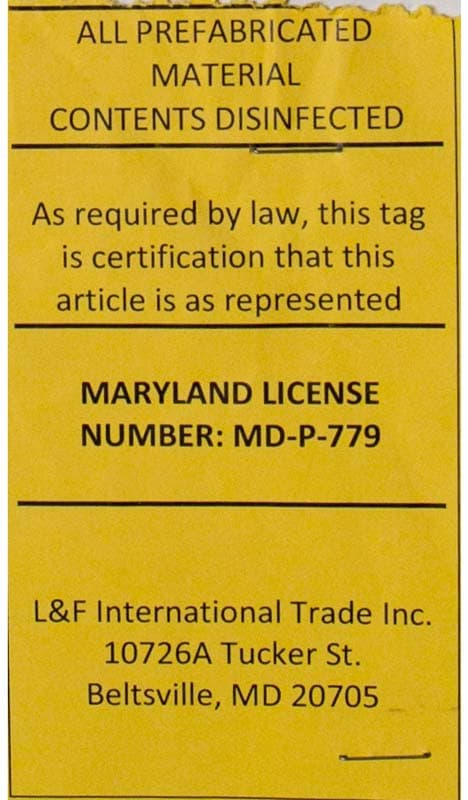 ALL PREFABRICATED
MATERIAL
CONTENTS DISINFECTED
As required by law, this tag
is certification that this
article is as represented
MARYLAND LICENSE
NUMBER: MD-P-779
L&F International Trade Inc.
10726A Tucker St.
Beltsville, MD 20705